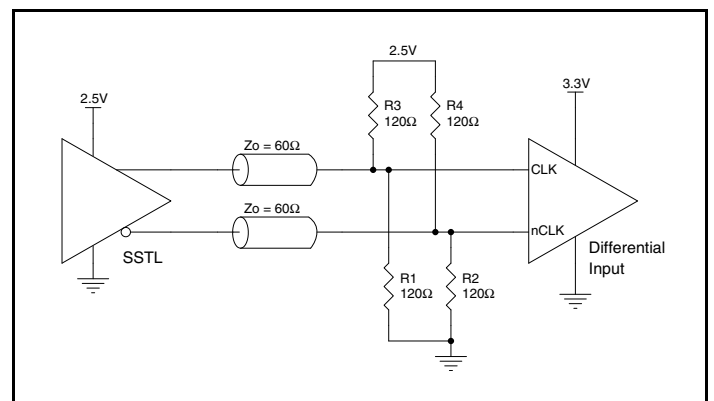 2.5V
2.5V
3.3V
R3
120Ω
R4
120Ω
Zo = 60Ω
CLK
Zo = 60Ω
nCLK
SSTL
Differential
Input
R1
120Ω
R2
120Ω